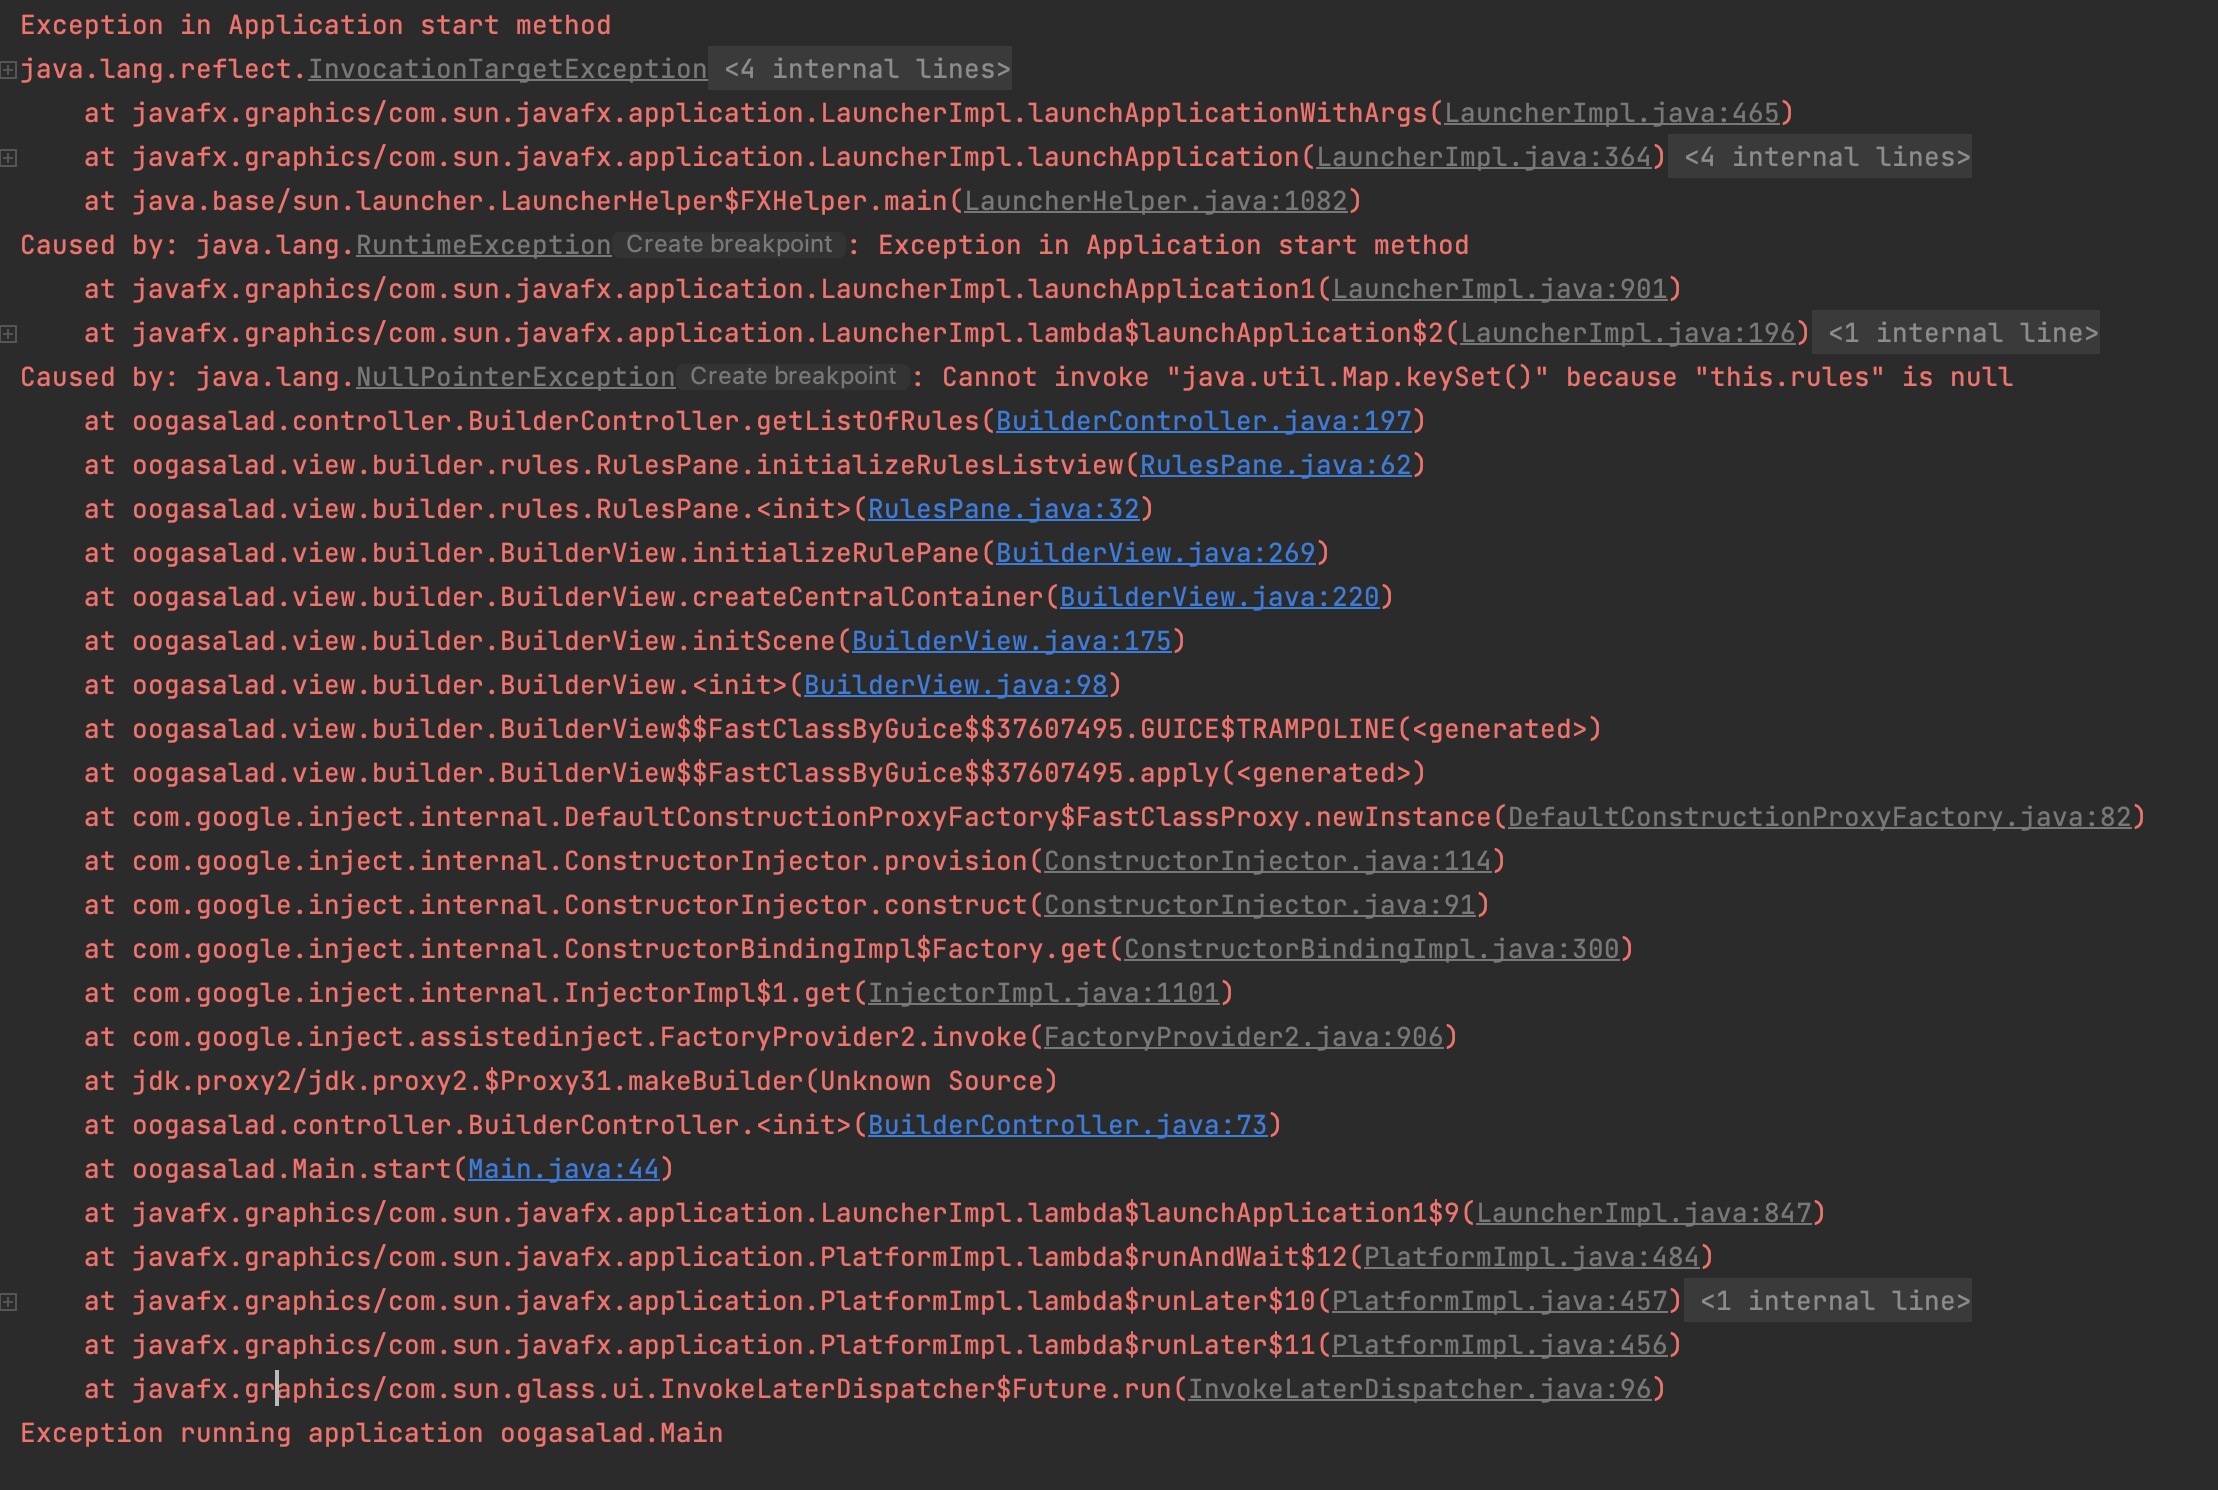 Exception in Application start method
java.lang.reflect.InvocationTargetException <4 internal lines>
at javafx.graphics/com.sun.javafx.application.LauncherImpl.launchApplicationWithArgs(LauncherImpl.java:465)
at javafx.graphics/com.sun.javafx.application.LauncherImpl.launchApplication(LauncherImpl.java:364) <4 internal lines>
at java.base/sun.launcher.LauncherHelper$FXHelper.main(LauncherHelper.java:1082)
Caused by: java.lang.RuntimeException Create breakpoint : Exception in Application start method
at javafx.graphics/com.sun.javafx.application.LauncherImpl.launchApplication1(LauncherImpl.java:901)
at javafx.graphics/com.sun.javafx.application.LauncherImpl.lambda$launchApplication$2(LauncherImpl.java:196) <1 internal line>
Caused by: java.lang.NullPointerException Create breakpoint : Cannot invoke "java.util.Map.keySet()" because "this.rules" is null
at oogasalad.controller.BuilderController.getListOfRules(BuilderController.java:197)
at oogasalad.view.builder.rules.RulesPane.initializeRulesListview(RulesPane.java:62)
at oogasalad.view.builder.rules.RulesPane.<init>(RulesPane.java:32)
at oogasalad.view.builder.BuilderView.initializeRulePane(BuilderView.java:269)
at oogasalad.view.builder.BuilderView.createCentralContainer(BuilderView.java:220)
at oogasalad.view.builder.BuilderView.initScene(BuilderView.java:175)
at oogasalad.view.builder.BuilderView.<init>(BuilderView.java:98)
at oogasalad.view.builder.BuilderView$$FastClassByGuice$$37607495.GUICE$TRAMPOLINE(<generated>)
at oogasalad.view.builder.BuilderView$$FastClassByGuice$$37607495.apply(<generated>)
at com.google.inject.internal.DefaultConstructionProxyFactory$FastClassProxy.newInstance(DefaultConstructionProxyFactory.java:82)
at com.google.inject.internal.ConstructorInjector.provision(ConstructorInjector.java:114)
at com.google.inject.internal.ConstructorInjector.construct(ConstructorInjector.java:91)
at com.google.inject.internal.ConstructorBindingImpl$Factory.get(ConstructorBindingImpl.java:300)
at com.google.inject.internal.InjectorImpl$1.get(InjectorImpl.java:1101)
at com.google.inject.assistedinject.FactoryProvider2.invoke(FactoryProvider2.java:906)
at jdk.proxy2/jdk.proxy2.$Proxy31.makeBuilder(Unknown Source)
at oogasalad.controller.BuilderController.<init>(BuilderController.java:73)
at oogasalad.Main.start(Main.java:44)
at javafx.graphics/com.sun.javafx.application.LauncherImpl.lambda$launchApplication1$9(LauncherImpl.java:847)
at javafx.graphics/com.sun.javafx.application.PlatformImpl.lambda$runAndWait$12(PlatformImpl.java:484)
at javafx.graphics/com.sun.javafx.application.PlatformImpl.lambda$runLater$10(PlatformImpl.java:457) <1 internal line>
at javafx.graphics/com.sun.javafx.application.PlatformImpl.lambda$runLater$11(PlatformImpl.java:456)
at javafx.graphics/com.sun.glass.ui.InvokeLaterDispatcher$Future.run(InvokeLaterDispatcher.java:96)
Exception running application oogasalad.Main